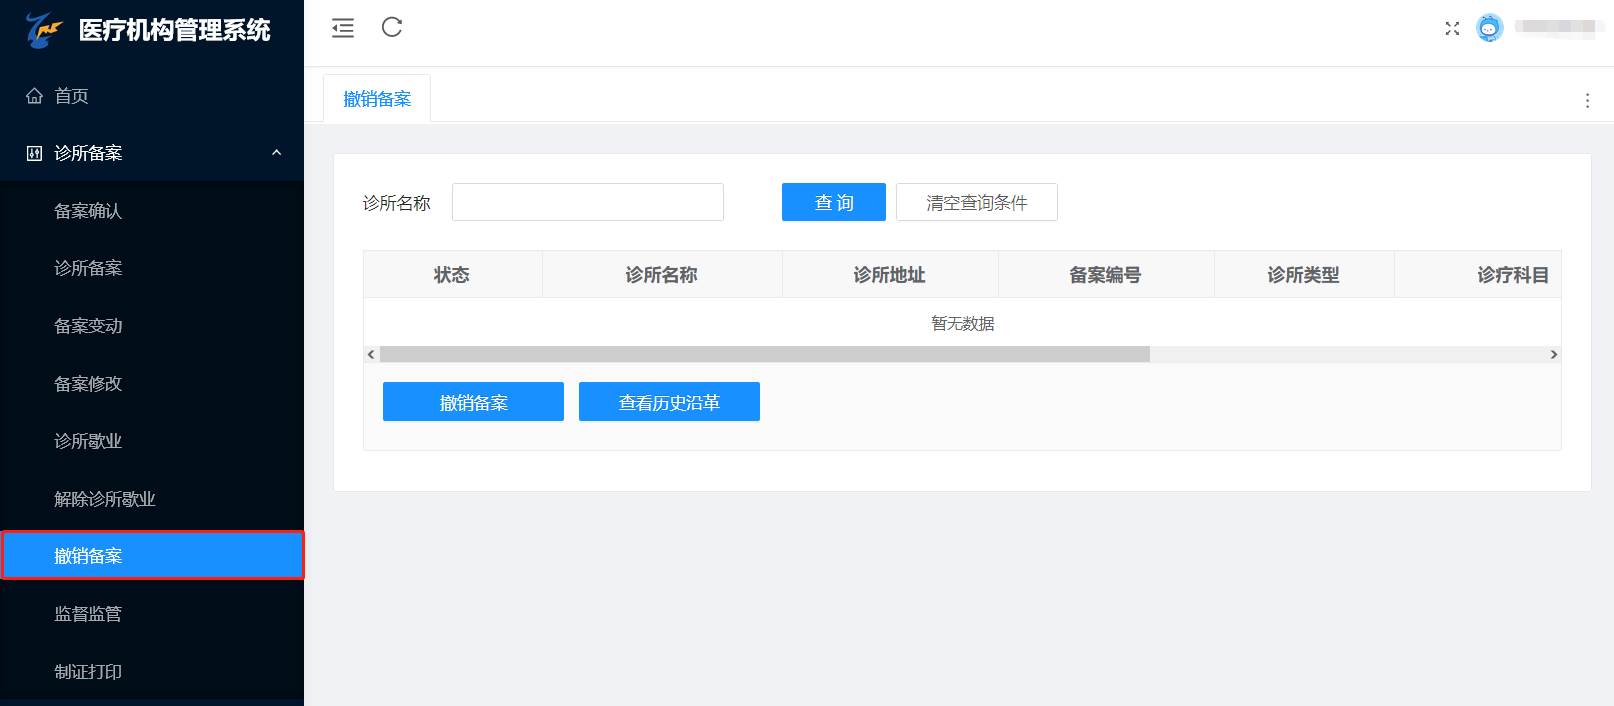 医疗机构管理系统
首页
诊所备案
备案确认
诊所备案
备案变动
备案修改
诊所歇业
解除诊所歇业
撤销备案
监督监管
制证打印
撤销备案
诊所名称
查 询
清空查询条件
状态 诊所名称 诊所地址 备案编号 诊所类型 诊疗科目
暂无数据
撤销备案
查看历史沿革